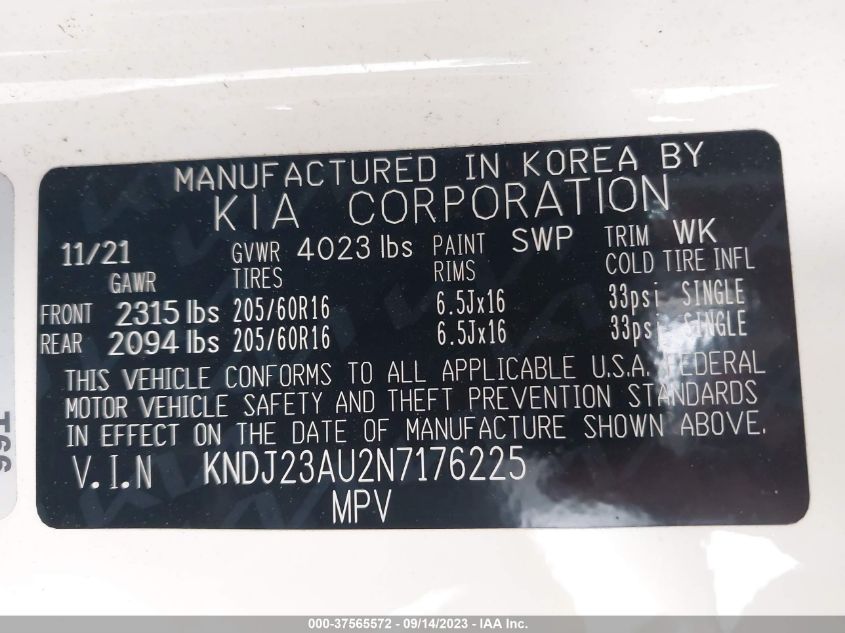 MANUFACTURED IN KOREA BY
KIA CORPORATION
11/21 GVWR 4023 lbs PAINT SWP TRIM WK
GAWR TIRES RIMS COLD TIRE INFL
FRONT 2315 lbs 205/60R16 6.5Jx16 33psi SINGLE
REAR 2094 lbs 205/60R16 6.5Jx16 33psi SINGLE
THIS VEHICLE CONFORMS TO ALL APPLICABLE U.S.A. FEDERAL
MOTOR VEHICLE SAFETY AND THEFT PREVENTION STANDARDS
IN EFFECT ON THE DATE OF MANUFACTURE SHOWN ABOVE.
V.I.N KNDJ23AU2N7176225
MPV
000-37565572 - 09/14/2023 - IAA Inc.